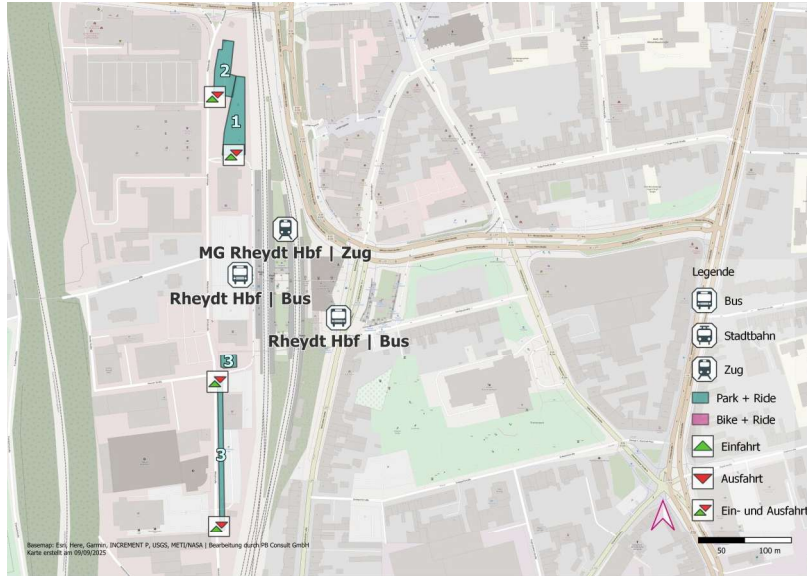 2
1
MG Rheydt Hbf | Zug
Rheydt Hbf | Bus
Rheydt Hbf | Bus
3
3
Legende
Bus
Stadtbahn
Zug
Park + Ride
Bike + Ride
Einfahrt
Ausfahrt
Ein- und Ausfahrt
50 100 m
Basemap: Esri, Here, Garmin, INCREMENT P, USGS, METI/NASA | Bearbeitung durch PB Consult GmbH
Karte erstellt am 09/09/2025